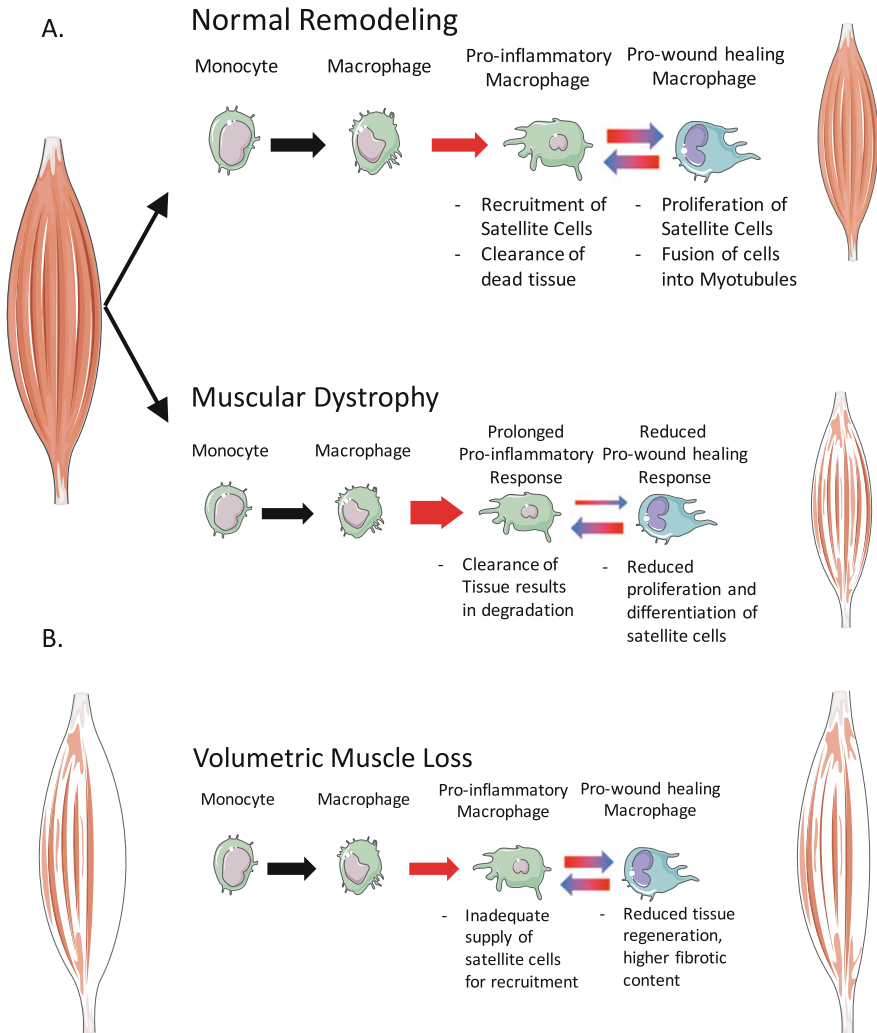 A.
Normal Remodeling
Monocyte
Macrophage
Pro-inflammatory
Macrophage
Pro-wound healing
Macrophage
- Recruitment of
Satellite Cells
- Clearance of
dead tissue
- Proliferation of
Satellite Cells
- Fusion of cells
into Myotubules
Muscular Dystrophy
Monocyte
Macrophage
Prolonged
Pro-inflammatory
Response
Reduced
Pro-wound healing
Response
- Clearance of
Tissue results
in degradation
- Reduced
proliferation and
differentiation of
satellite cells
B.
Volumetric Muscle Loss
Monocyte
Macrophage
Pro-inflammatory
Macrophage
Pro-wound healing
Macrophage
- Inadequate
supply of
satellite cells
for recruitment
- Reduced tissue
regeneration,
higher fibrotic
content